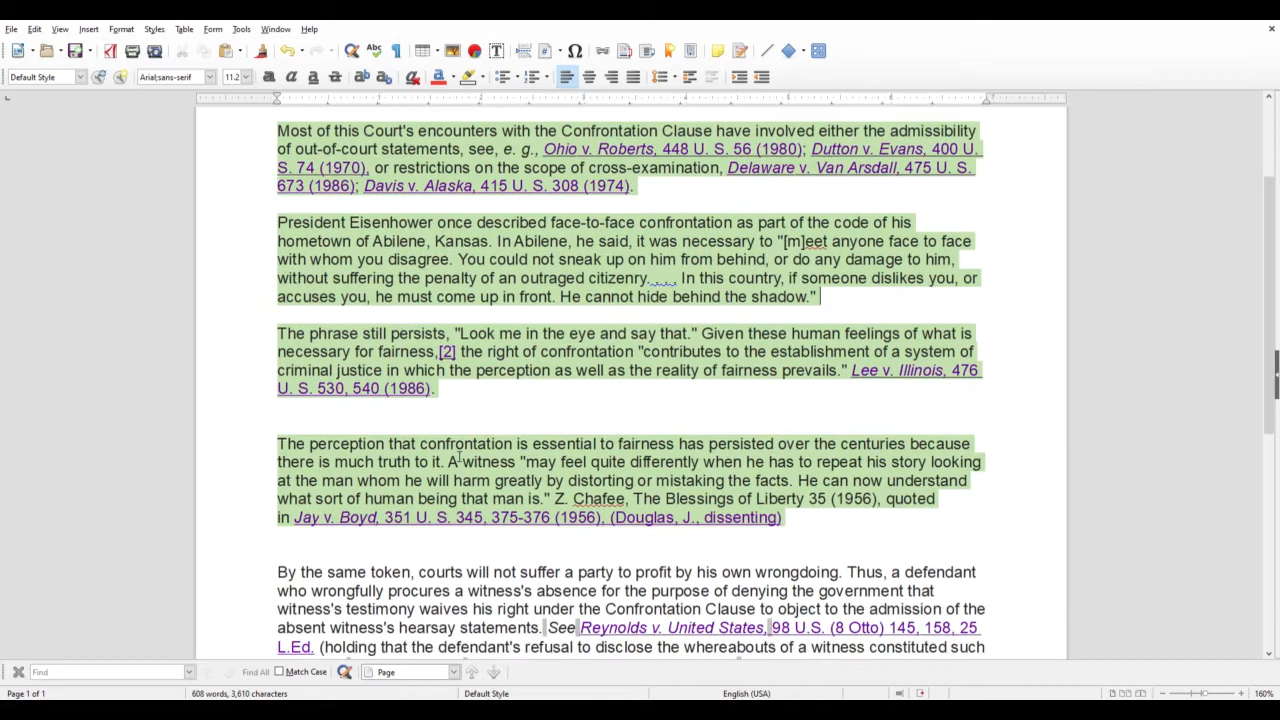 File Edit View Insert Format Styles Table Form Tools Window Help
Default Style Arial;sans-serif 11.2
Most of this Court's encounters with the Confrontation Clause have involved either the admissibility
of out-of-court statements, see, e. g., Ohio v. Roberts, 448 U. S. 56 (1980); Dutton v. Evans, 400 U.
S. 74 (1970), or restrictions on the scope of cross-examination, Delaware v. Van Arsdall, 475 U. S.
673 (1986); Davis v. Alaska, 415 U. S. 308 (1974).
President Eisenhower once described face-to-face confrontation as part of the code of his
hometown of Abilene, Kansas. In Abilene, he said, it was necessary to "[m]eet anyone face to face
with whom you disagree. You could not sneak up on him from behind, or do any damage to him,
without suffering the penalty of an outraged citizenry. . . . . In this country, if someone dislikes you, or
accuses you, he must come up in front. He cannot hide behind the shadow."
The phrase still persists, "Look me in the eye and say that." Given these human feelings of what is
necessary for fairness,[2] the right of confrontation "contributes to the establishment of a system of
criminal justice in which the perception as well as the reality of fairness prevails." Lee v. Illinois, 476
U. S. 530, 540 (1986).
The perception that confrontation is essential to fairness has persisted over the centuries because
there is much truth to it. A witness "may feel quite differently when he has to repeat his story looking
at the man whom he will harm greatly by distorting or mistaking the facts. He can now understand
what sort of human being that man is." Z. Chafee, The Blessings of Liberty 35 (1956), quoted
in Jay v. Boyd, 351 U. S. 345, 375-376 (1956), (Douglas, J., dissenting)
By the same token, courts will not suffer a party to profit by his own wrongdoing. Thus, a defendant
who wrongfully procures a witness's absence for the purpose of denying the government that
witness's testimony waives his right under the Confrontation Clause to object to the admission of the
absent witness's hearsay statements. See Reynolds v. United States, 98 U.S. (8 Otto) 145, 158, 25
L.Ed. (holding that the defendant's refusal to disclose the whereabouts of a witness constituted such
Find Find All Match Case Page
Page 1 of 1 608 words, 3,610 characters Default Style English (USA) 160%